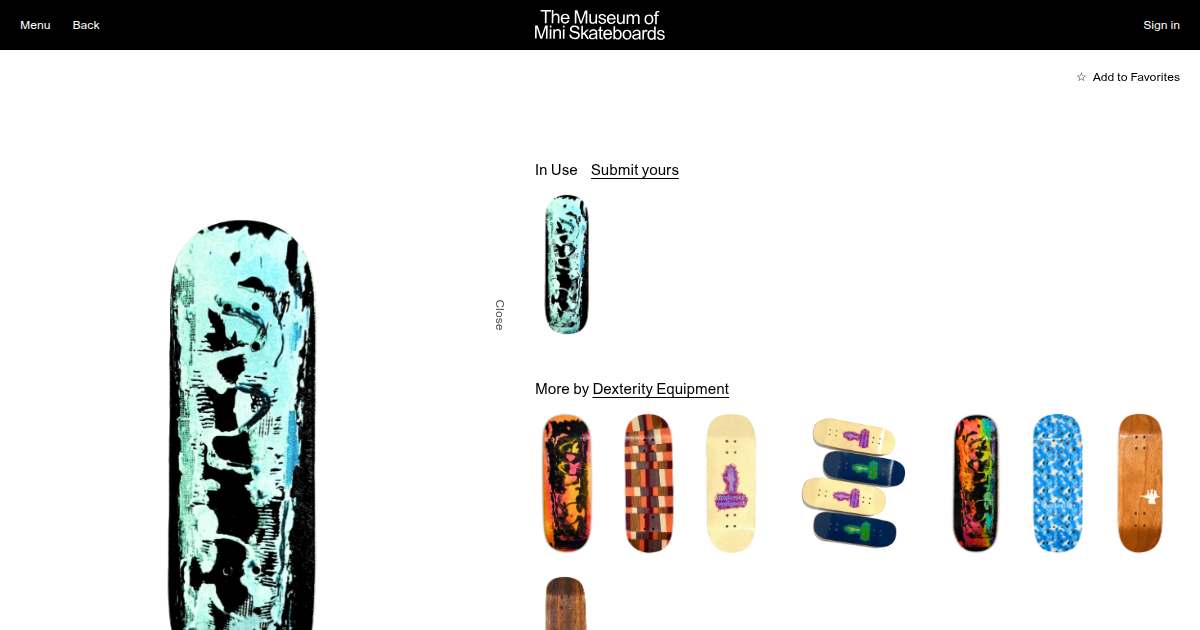 Menu
Back
The Museum of
Mini Skateboards
Sign in
☆ Add to Favorites
In Use
Submit yours
Close
More by Dexterity Equipment